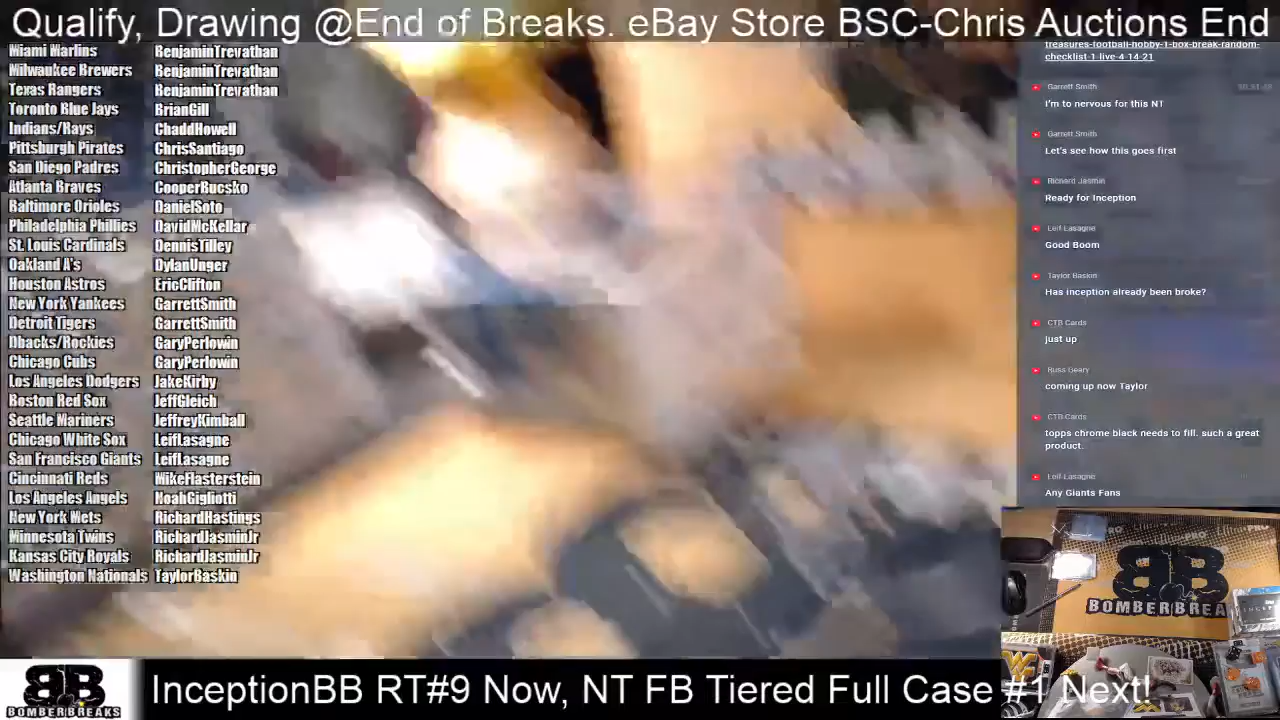 Qualify, Drawing @End of Breaks. eBay Store BSC-Chris Auctions End
Miami Marlins BenjaminTrevathan
Milwaukee Brewers BenjaminTrevathan
Texas Rangers BenjaminTrevathan
Toronto Blue Jays BrianGill
Indians/Rays ChaddHowell
Pittsburgh Pirates ChrisSantiago
San Diego Padres ChristopherGeorge
Atlanta Braves CooperRucsko
Baltimore Orioles DanielSoto
Philadelphia Phillies DavidMcKellar
St. Louis Cardinals DennisTilley
Oakland A's DylanUnger
Houston Astros EricClifton
New York Yankees GarrettSmith
Detroit Tigers GarrettSmith
Dbacks/Rockies GaryPerlowin
Chicago Cubs GaryPerlowin
Los Angeles Dodgers JakeKirby
Boston Red Sox JeffGleich
Seattle Mariners JeffreyKimball
Chicago White Sox LeifLasagne
San Francisco Giants LeifLasagne
Cincinnati Reds MikeHasterstein
Los Angeles Angels NoahGigliotti
New York Mets RichardHastings
Minnesota Twins RichardJasminJr
Kansas City Royals RichardJasminJr
Washington Nationals TaylorBaskin
treasures-football-hobby-1-box-break-random-
checklist-1-live-4-14-21
Garrett Smith
I'm to nervous for this NT
Garrett Smith
Let's see how this goes first
Richard Jasmin
Ready for Inception
Leif Lasagne
Good Boom
Taylor Baskin
Has inception already been broke?
CTB Cards
just up
Russ Geary
coming up now Taylor
CTB Cards
topps chrome black needs to fill. such a great
product.
Leif Lasagne
Any Giants Fans
BB
BOMBERBREA
BB
BOMBERBREAKS
InceptionBB RT#9 Now, NT FB Tiered Full Case #1 Next!